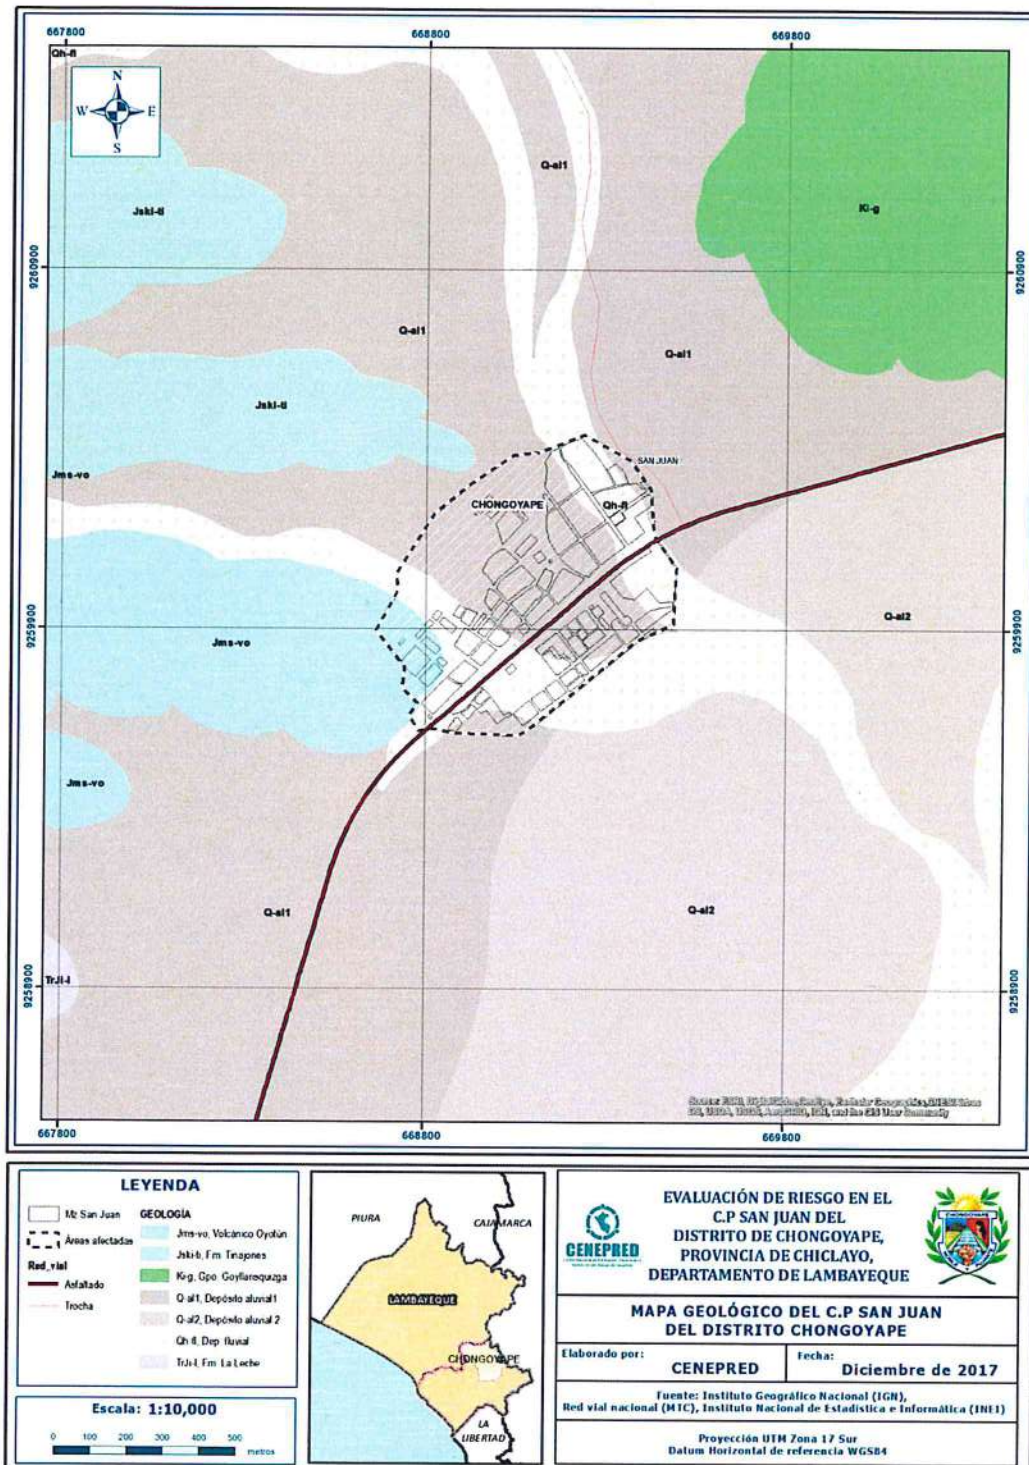 667800
668800
669800
Qh-fl
N
W
E
S
Q-al1
Jski-ti
Ki-g
9260900
9260900
Q-al1
Q-al1
Jski-ti
SAN JUAN
Jms-vo
CHONGOYAPE
Qh-fl
9259900
9259900
Q-al2
Jms-vo
Jms-vo
Q-al1
Q-al2
TrJi-l
9258900
9258900
667800
668800
669800
LEYENDA
Mz San Juan
Áreas afectadas
Red_vial
Asfaltado
Trocha
GEOLOGÍA
Jms-vo, Volcánico Oyotún
Jski-ti, Fm. Tinajones
Ki-g, Gpo. Goyllarequizga
Q-al1, Depósito aluvial1
Q-al2, Depósito aluvial 2
Qh-fl, Dep. fluvial
TrJi-l, Fm. La Leche
Escala: 1:10,000
0 100 200 300 400 500
metros
PIURA
CAJAMARCA
LAMBAYEQUE
CHONGOYAPE
LA
LIBERTAD
CENEPRED
EVALUACIÓN DE RIESGO EN EL
C.P SAN JUAN DEL
DISTRITO DE CHONGOYAPE,
PROVINCIA DE CHICLAYO,
DEPARTAMENTO DE LAMBAYEQUE
CHONGOYAPE
MAPA GEOLÓGICO DEL C.P SAN JUAN
DEL DISTRITO CHONGOYAPE
Elaborado por:
CENEPRED
Fecha:
Diciembre de 2017
Fuente: Instituto Geográfico Nacional (IGN),
Red vial nacional (MTC), Instituto Nacional de Estadística e Informática (INEI)
Proyección UTM Zona 17 Sur
Datum Horizontal de referencia WGS84